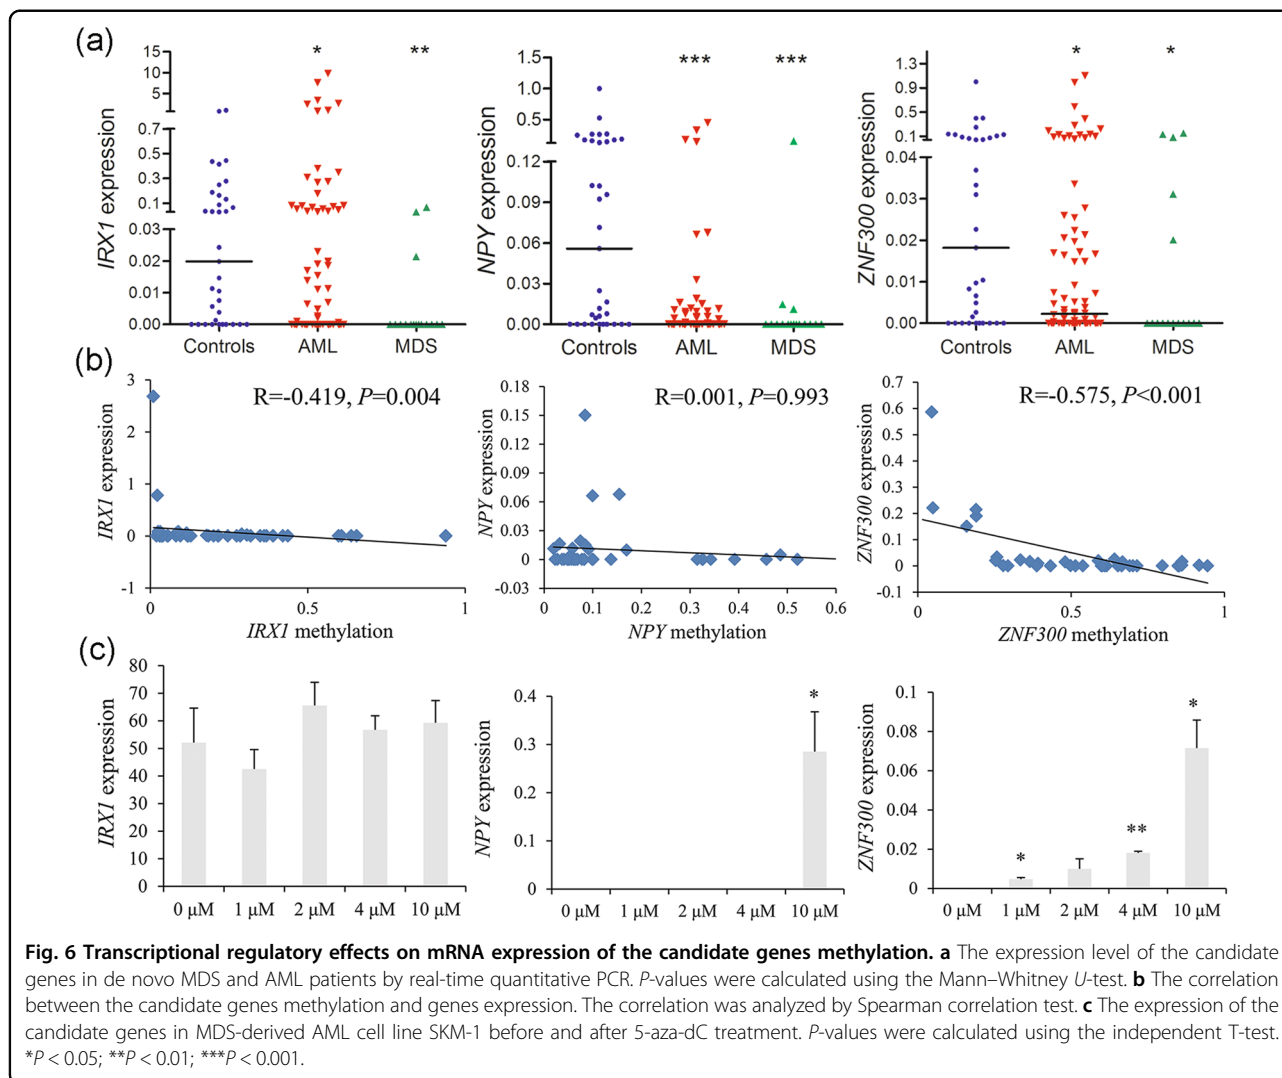 (a)
IRX1 expression
15
10
5
0.7
0.5
0.3
0.1
0.03
0.02
0.01
0.00
* **
Controls AML MDS
NPY expression
1.5
1.0
0.5
0.12
0.09
0.06
0.03
0.00
*** ***
Controls AML MDS
ZNF300 expression
1.3
0.9
0.5
0.1
0.04
0.03
0.02
0.01
0.00
* *
Controls AML MDS
(b)
R=-0.419, P=0.004
IRX1 expression
3
2
1
0
-1
0 0.5 1
IRX1 methylation
R=0.001, P=0.993
NPY expression
0.18
0.15
0.12
0.09
0.06
0.03
0
-0.03
0 0.1 0.2 0.3 0.4 0.5 0.6
NPY methylation
R=-0.575, P<0.001
ZNF300 expression
0.7
0.6
0.5
0.4
0.3
0.2
0.1
0
-0.1
0 0.5 1
ZNF300 methylation
(c)
IRX1 expression
80
70
60
50
40
30
20
10
0
0 μM 1 μM 2 μM 4 μM 10 μM
NPY expression
0.4
0.3
0.2
0.1
0
*
0 μM 1 μM 2 μM 4 μM 10 μM
ZNF300 expression
0.1
0.08
0.06
0.04
0.02
0
* ** *
0 μM 1 μM 2 μM 4 μM 10 μM
Fig. 6 Transcriptional regulatory effects on mRNA expression of the candidate genes methylation. a The expression level of the candidate
genes in de novo MDS and AML patients by real-time quantitative PCR. P-values were calculated using the Mann–Whitney U-test. b The correlation
between the candidate genes methylation and genes expression. The correlation was analyzed by Spearman correlation test. c The expression of the
candidate genes in MDS-derived AML cell line SKM-1 before and after 5-aza-dC treatment. P-values were calculated using the independent T-test.
*P < 0.05; **P < 0.01; ***P < 0.001.